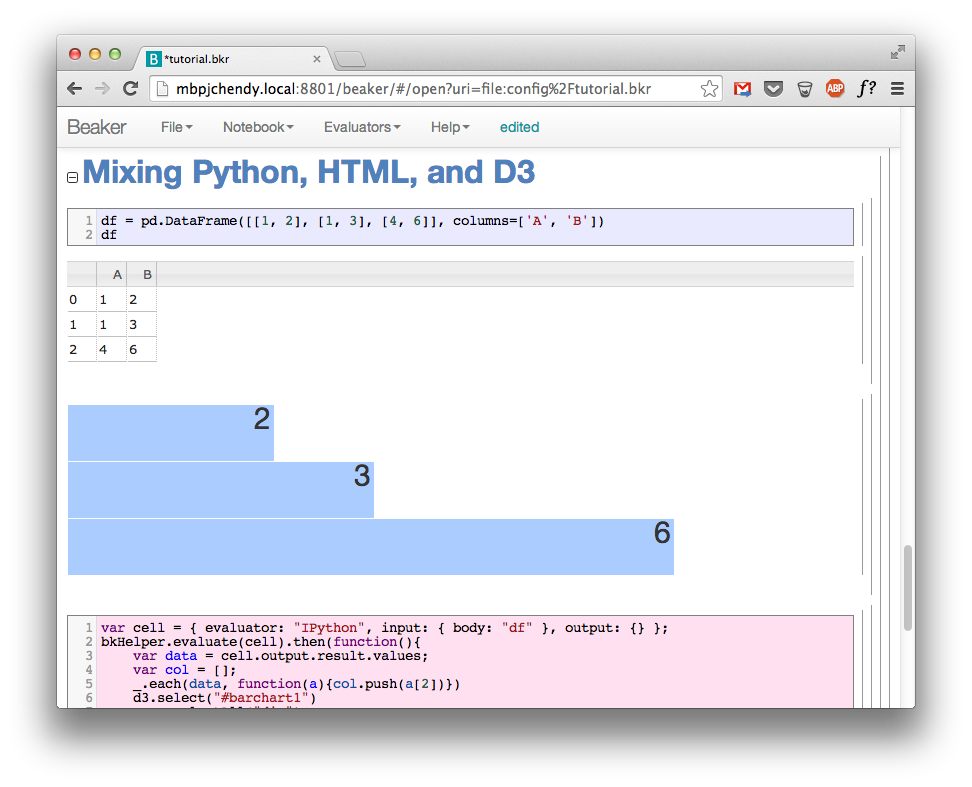 *tutorial.bkr
mbpjchendy.local:8801/beaker/#/open?uri=file:config%2Ftutorial.bkr
ABP
f?
Beaker File Notebook Evaluators Help edited
Mixing Python, HTML, and D3
1 df = pd.DataFrame([[1, 2], [1, 3], [4, 6]], columns=['A', 'B'])
2 df
A B
0 1 2
1 1 3
2 4 6
2
3
6
1 var cell = { evaluator: "IPython", input: { body: "df" }, output: {} };
2 bkHelper.evaluate(cell).then(function(){
3 var data = cell.output.result.values;
4 var col = [];
5 _.each(data, function(a){col.push(a[2])})
6 d3.select("#barchart1")